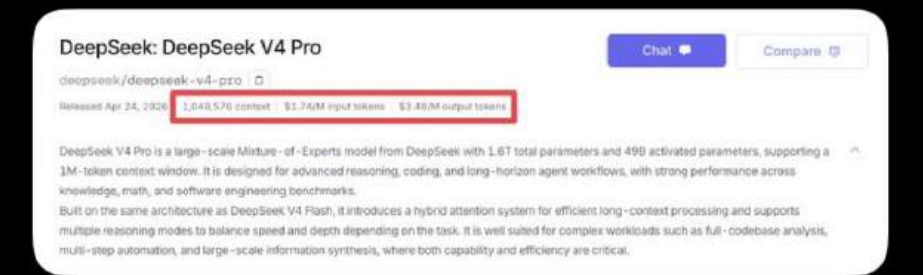 DeepSeek: DeepSeek V4 Pro
Chat
Compare
deepseek/deepseek-v4-pro
Released Apr 24, 2026 1,048,576 context $1.74/M input tokens $3.48/M output tokens
DeepSeek V4 Pro is a large-scale Mixture-of-Experts model from DeepSeek with 1.6T total parameters and 49B activated parameters, supporting a
1M-token context window. It is designed for advanced reasoning, coding, and long-horizon agent workflows, with strong performance across
knowledge, math, and software engineering benchmarks.
Built on the same architecture as DeepSeek V4 Flash, it introduces a hybrid attention system for efficient long-context processing and supports
multiple reasoning modes to balance speed and depth depending on the task. It is well suited for complex workloads such as full-codebase analysis,
multi-step automation, and large-scale information synthesis, where both capability and efficiency are critical.